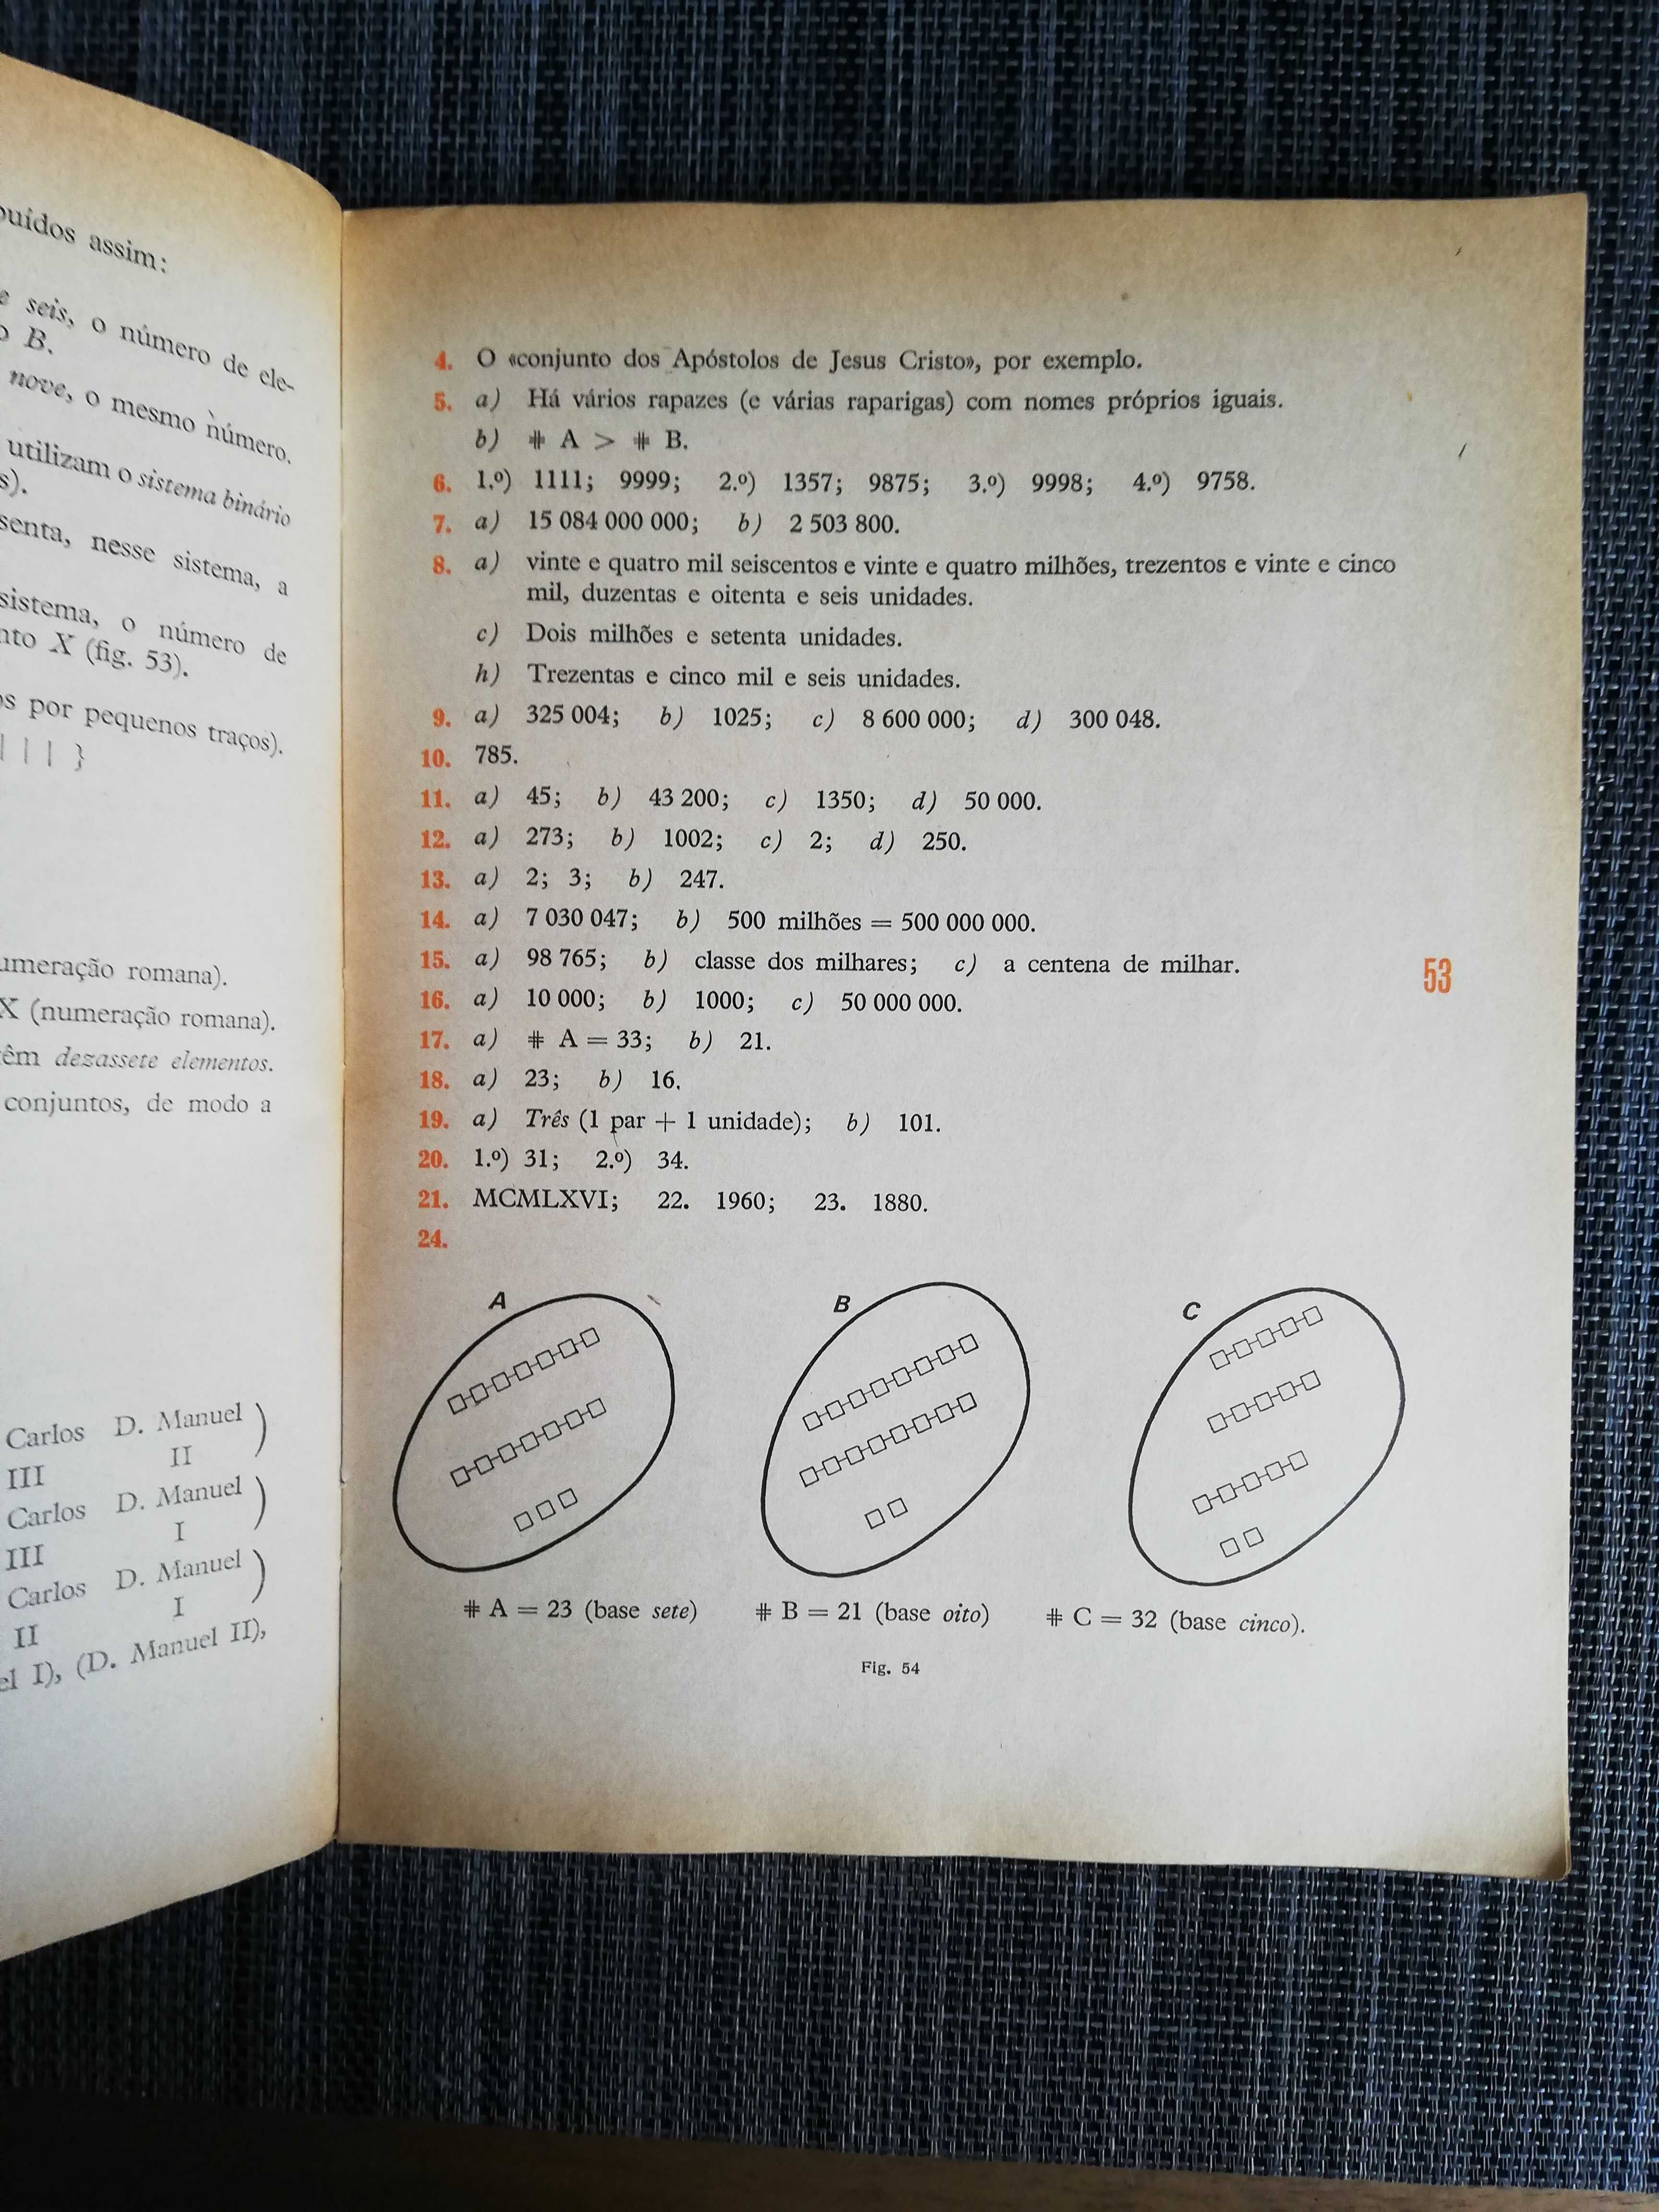 assim:
seis, o número de ele-
B.
nove, o mesmo número.
utilizam o sistema binário
s).
senta, nesse sistema, a
sistema, o número de
X (fig. 53).
os por pequenos traços).
| | | }
numeração romana).
X (numeração romana).
têm dezassete elementos.
conjuntos, de modo a
Carlos D. Manuel )
III II
Carlos D. Manuel )
III I
Carlos D. Manuel )
II I
el I), (D. Manuel II),
4. O «conjunto dos Apóstolos de Jesus Cristo», por exemplo.
5. a) Há vários rapazes (e várias raparigas) com nomes próprios iguais.
b) # A > # B.
6. 1.º) 1111; 9999; 2.º) 1357; 9875; 3.º) 9998; 4.º) 9758.
7. a) 15 084 000 000; b) 2 503 800.
8. a) vinte e quatro mil seiscentos e vinte e quatro milhões, trezentos e vinte e cinco
mil, duzentas e oitenta e seis unidades.
c) Dois milhões e setenta unidades.
h) Trezentas e cinco mil e seis unidades.
9. a) 325 004; b) 1025; c) 8 600 000; d) 300 048.
10. 785.
11. a) 45; b) 43 200; c) 1350; d) 50 000.
12. a) 273; b) 1002; c) 2; d) 250.
13. a) 2; 3; b) 247.
14. a) 7 030 047; b) 500 milhões = 500 000 000.
15. a) 98 765; b) classe dos milhares; c) a centena de milhar.
53
16. a) 10 000; b) 1000; c) 50 000 000.
17. a) # A = 33; b) 21.
18. a) 23; b) 16.
19. a) Três (1 par + 1 unidade); b) 101.
20. 1.º) 31; 2.º) 34.
21. MCMLXVI; 22. 1960; 23. 1880.
24.
A B C
# A = 23 (base sete) # B = 21 (base oito) # C = 32 (base cinco).
Fig. 54